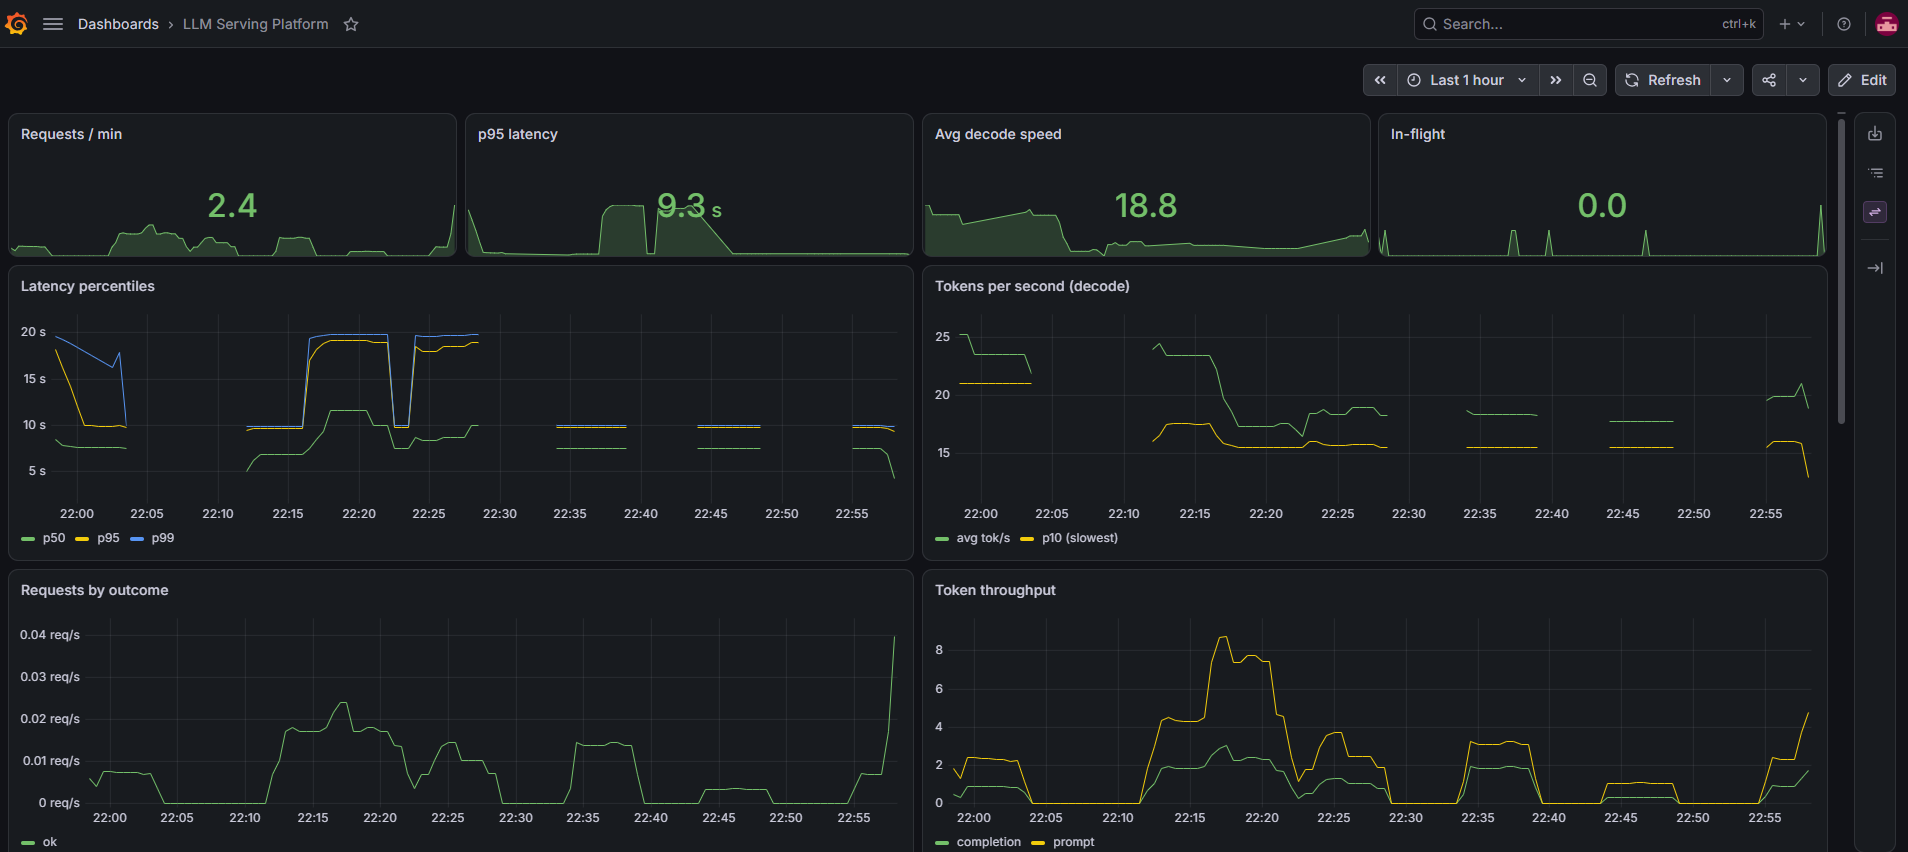 Dashboards › LLM Serving Platform
Search... ctrl+k
Last 1 hour Refresh Edit
Requests / min
2.4
p95 latency
9.3 s
Avg decode speed
18.8
In-flight
0.0
Latency percentiles
20 s
15 s
10 s
5 s
22:00 22:05 22:10 22:15 22:20 22:25 22:30 22:35 22:40 22:45 22:50 22:55
p50 p95 p99
Tokens per second (decode)
25
20
15
22:00 22:05 22:10 22:15 22:20 22:25 22:30 22:35 22:40 22:45 22:50 22:55
avg tok/s p10 (slowest)
Requests by outcome
0.04 req/s
0.03 req/s
0.02 req/s
0.01 req/s
0 req/s
22:00 22:05 22:10 22:15 22:20 22:25 22:30 22:35 22:40 22:45 22:50 22:55
ok
Token throughput
8
6
4
2
0
22:00 22:05 22:10 22:15 22:20 22:25 22:30 22:35 22:40 22:45 22:50 22:55
completion prompt